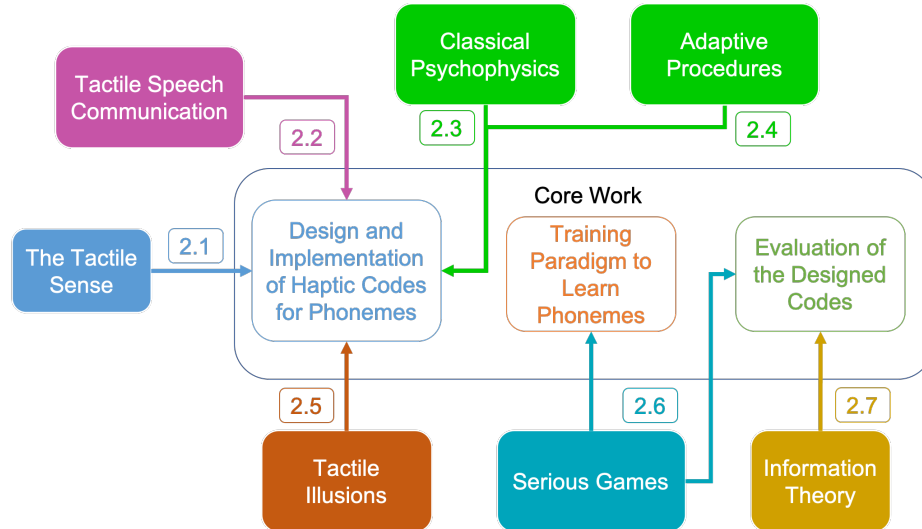 Classical
Psychophysics
Adaptive
Procedures
Tactile Speech
Communication
2.2
2.3
2.4
Core Work
The Tactile
Sense
2.1
Design and
Implementation
of Haptic Codes
for Phonemes
Training
Paradigm to
Learn
Phonemes
Evaluation of
the Designed
Codes
2.5
2.6
2.7
Tactile
Illusions
Serious Games
Information
Theory